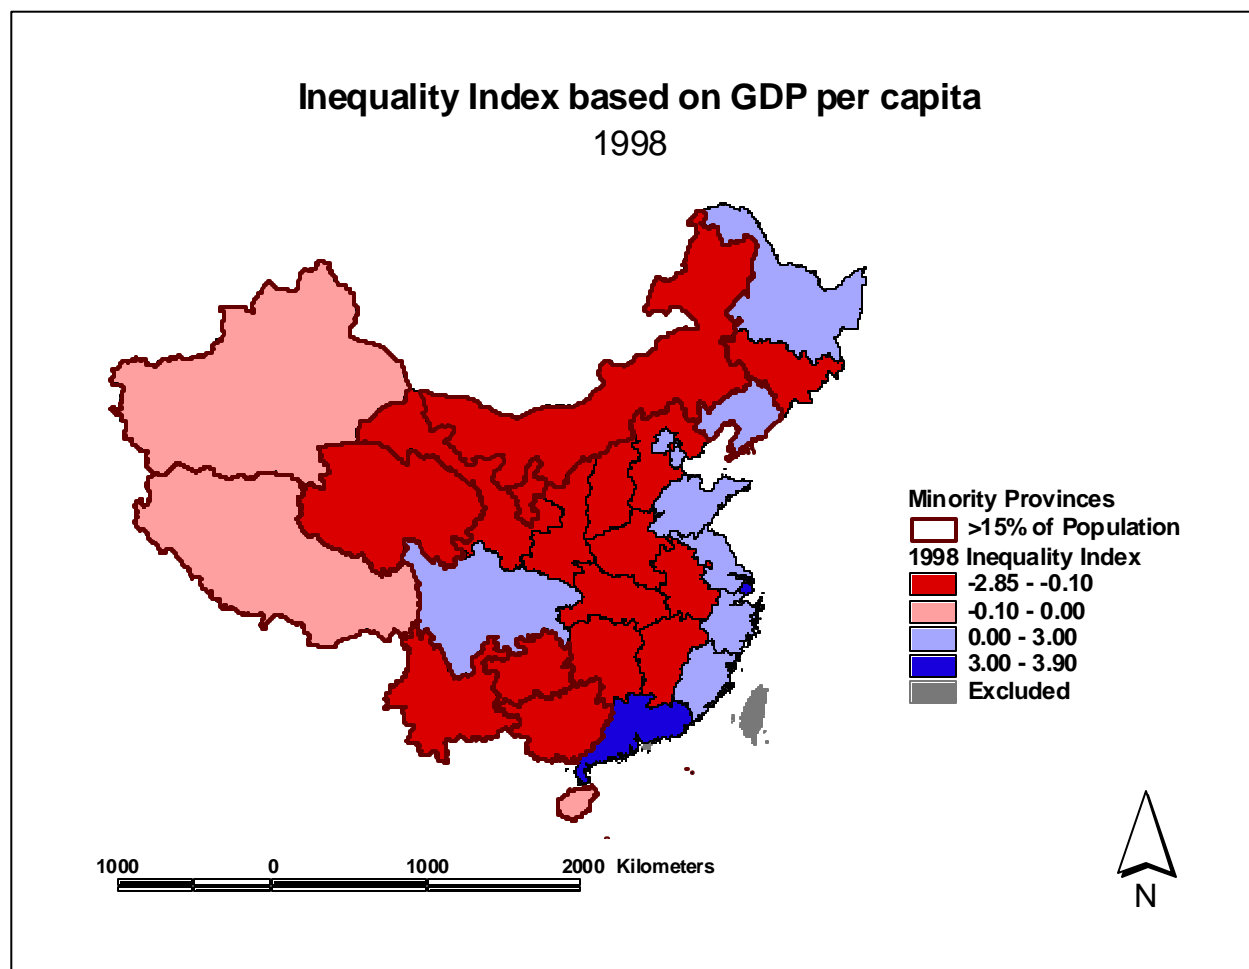 Inequality Index based on GDP per capita
1998
Minority Provinces
>15% of Population
1998 Inequality Index
-2.85 - -0.10
-0.10 - 0.00
0.00 - 3.00
3.00 - 3.90
Excluded
1000 0 1000 2000 Kilometers
N